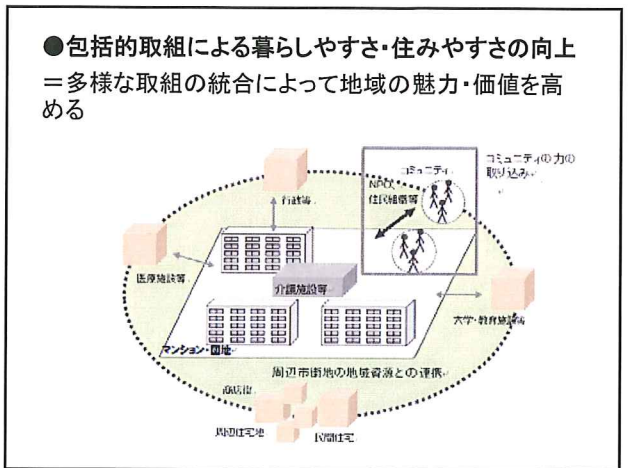 ●包括的取組による暮らしやすさ・住みやすさの向上
＝多様な取組の統合によって地域の魅力・価値を高
める
コミュニティ
コミュニティの力の
取り込み
NPO、
住民組織等
行政等
医療施設等
介護施設等
大学・教育施設等
マンション・団地
周辺市街地の地域資源との連携
商店街
周辺住宅地
民間住宅